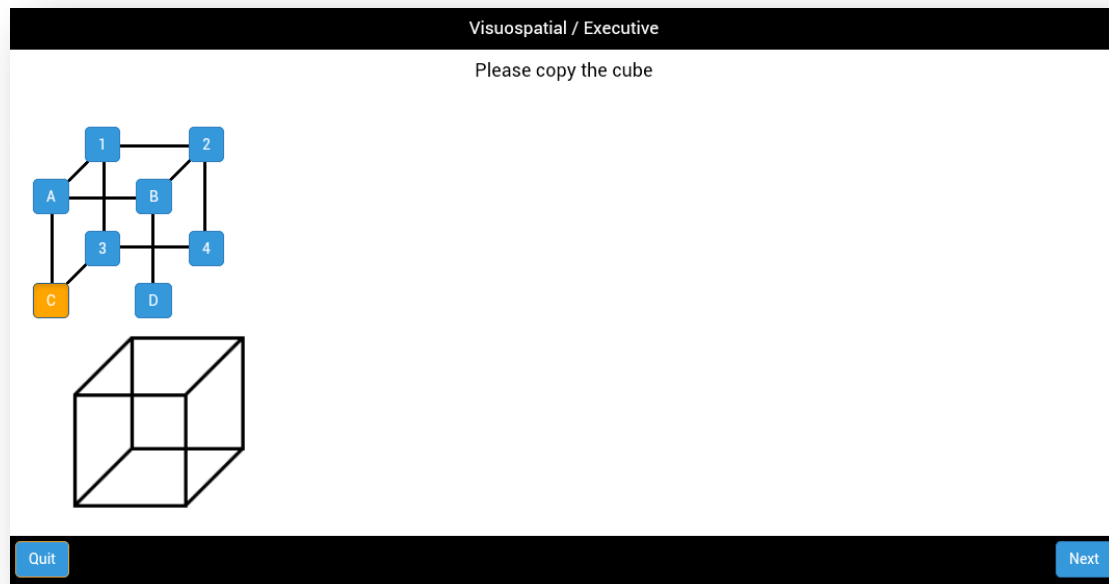 Visuospatial / Executive
Please copy the cube
1 2
A B
3 4
C D
Quit Next